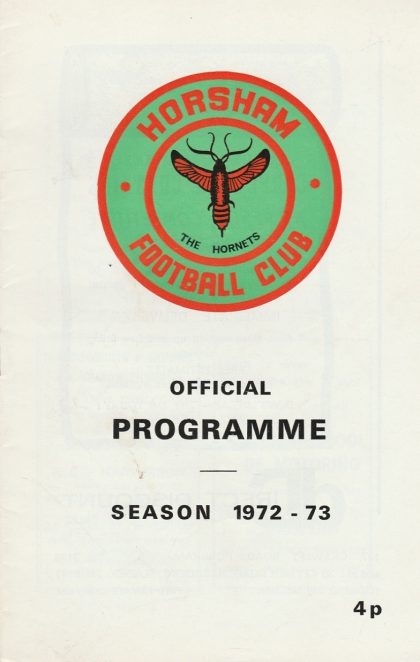 HORSHAM
THE HORNETS
FOOTBALL CLUB
OFFICIAL
PROGRAMME
SEASON 1972 - 73
4p